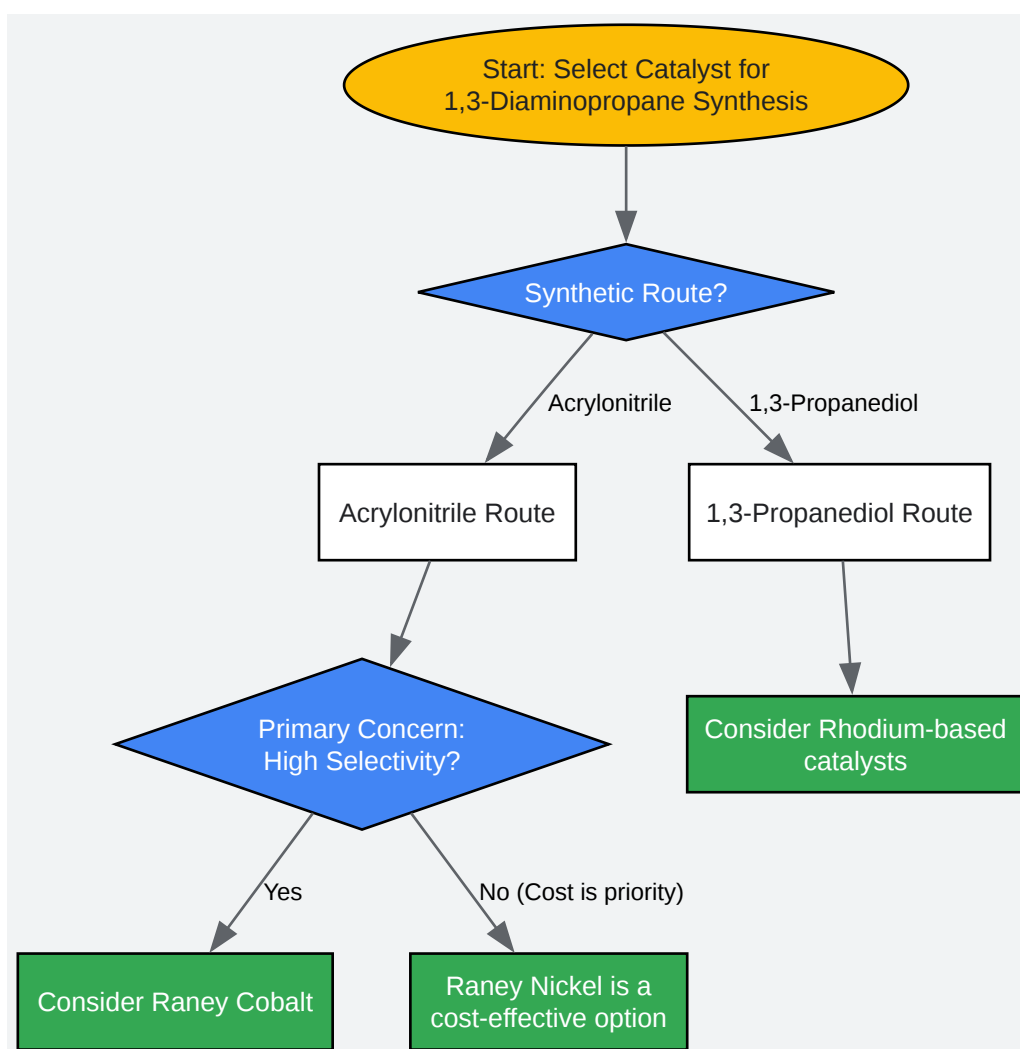 Start: Select Catalyst for
1,3-Diaminopropane Synthesis
Synthetic Route?
Acrylonitrile
1,3-Propanediol
Acrylonitrile Route
1,3-Propanediol Route
Primary Concern:
High Selectivity?
Consider Rhodium-based
catalysts
Yes
No (Cost is priority)
Consider Raney Cobalt
Raney Nickel is a
cost-effective option